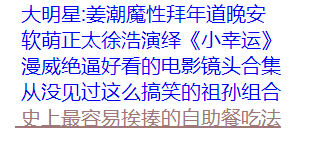 大明星:姜潮魔性拜年道晚安
软萌正太徐浩演绎《小幸运》
漫威绝逼好看的电影镜头合集
从没见过这么搞笑的祖孙组合
史上最容易挨揍的自助餐吃法